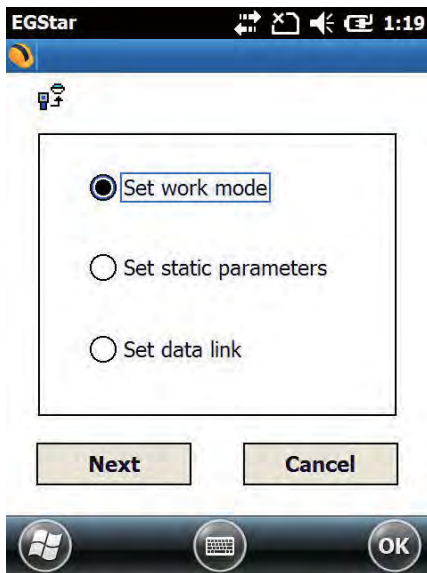 EGStar 1:19
Set work mode
Set static parameters
Set data link
Next Cancel
OK